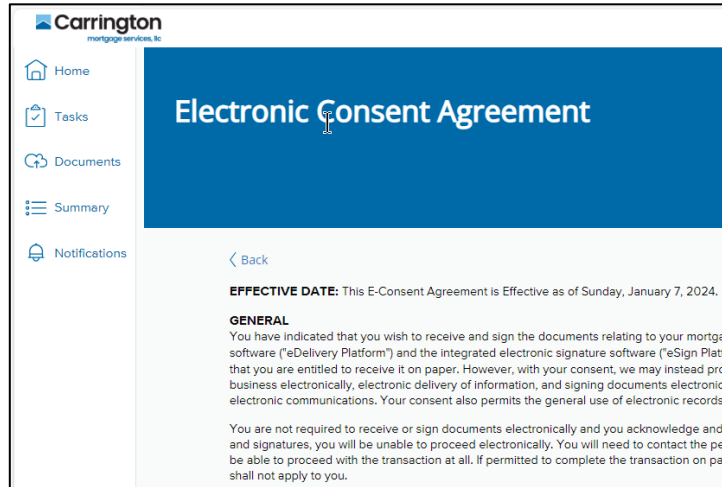 Carrington
mortgage services, llc
Home
Tasks
Documents
Summary
Notifications
Electronic Consent Agreement
Back
EFFECTIVE DATE: This E-Consent Agreement is Effective as of Sunday, January 7, 2024.
GENERAL
You have indicated that you wish to receive and sign the documents relating to your mortga
software ("eDelivery Platform") and the integrated electronic signature software ("eSign Plat
that you are entitled to receive it on paper. However, with your consent, we may instead pro
business electronically, electronic delivery of information, and signing documents electronic
electronic communications. Your consent also permits the general use of electronic records
You are not required to receive or sign documents electronically and you acknowledge and
and signatures, you will be unable to proceed electronically. You will need to contact the pe
be able to proceed with the transaction at all. If permitted to complete the transaction on pa
shall not apply to you.